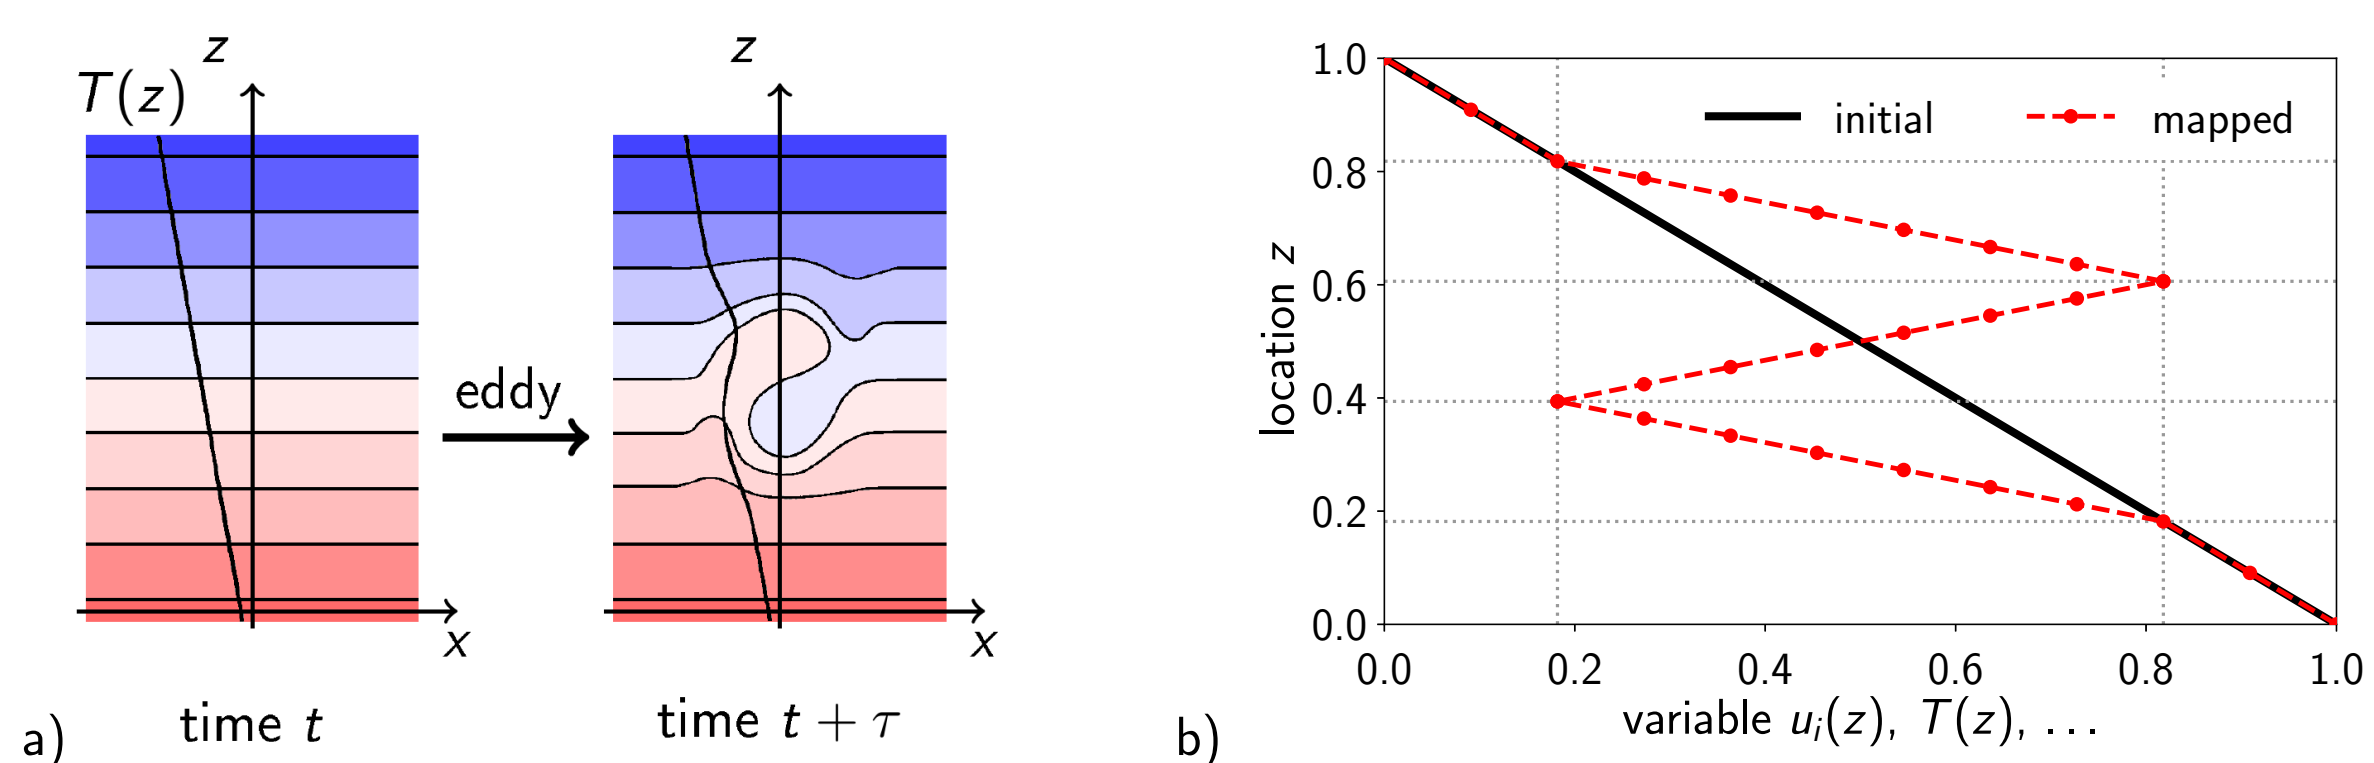 z
T(z)
x
time t
eddy
z
x
time t + τ
a)
initial
mapped
1.0
0.8
0.6
0.4
0.2
0.0
location z
0.0 0.2 0.4 0.6 0.8 1.0
variable uᵢ(z), T(z), ...
b)